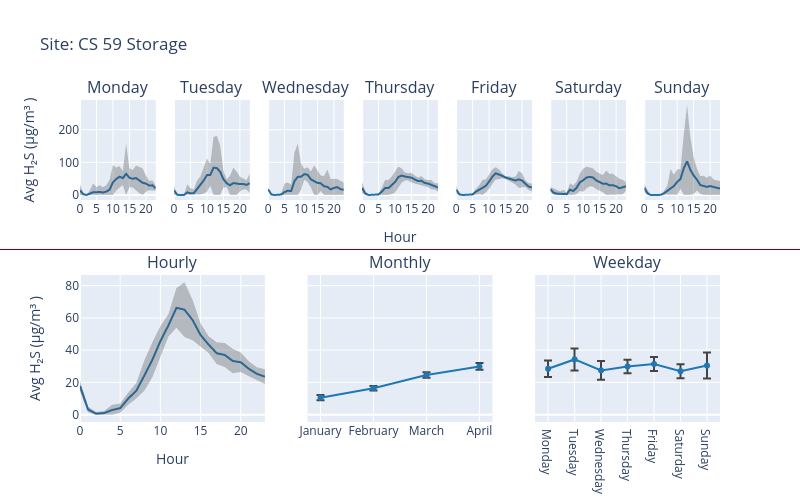 Site: CS 59 Storage
Monday Tuesday Wednesday Thursday Friday Saturday Sunday
Avg H₂S (µg/m³ )
200
100
0
0 5 10 15 20 0 5 10 15 20 0 5 10 15 20 0 5 10 15 20 0 5 10 15 20 0 5 10 15 20 0 5 10 15 20
Hour
Hourly Monthly Weekday
Avg H₂S (µg/m³ )
80
60
40
20
0
0 5 10 15 20
January February March April
Monday Tuesday Wednesday Thursday Friday Saturday Sunday
Hour